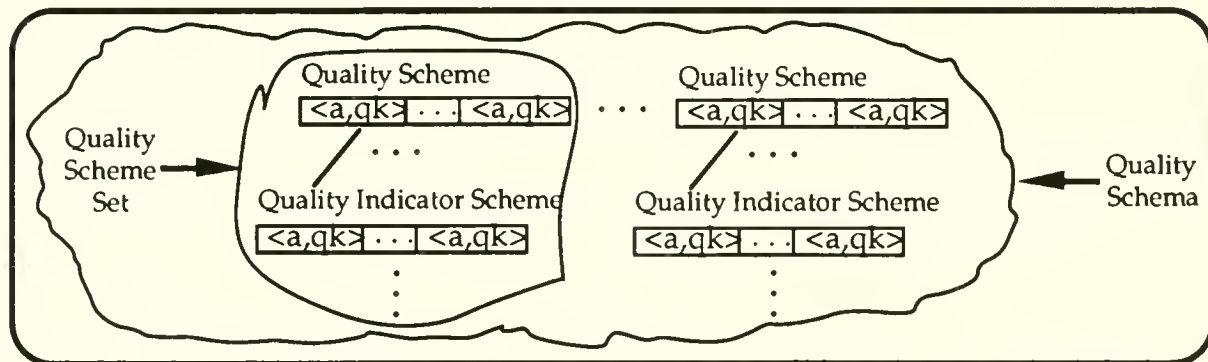 Quality Scheme
<a,qk> ... <a,qk>
...
Quality Indicator Scheme
<a,qk> ... <a,qk>
...
Quality Scheme
<a,qk> ... <a,qk>
...
Quality Indicator Scheme
<a,qk> ... <a,qk>
Quality
Scheme
Set
Quality
Schema